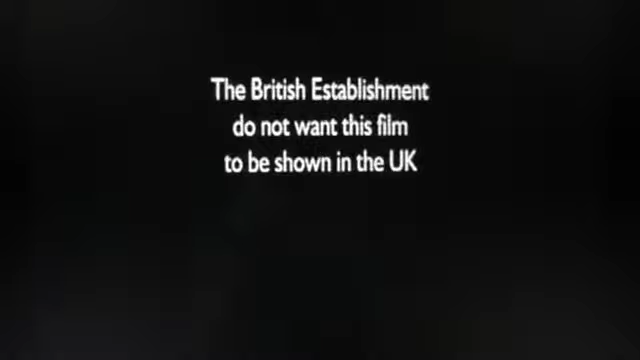 The British Establishment
do not want this film
to be shown in the UK